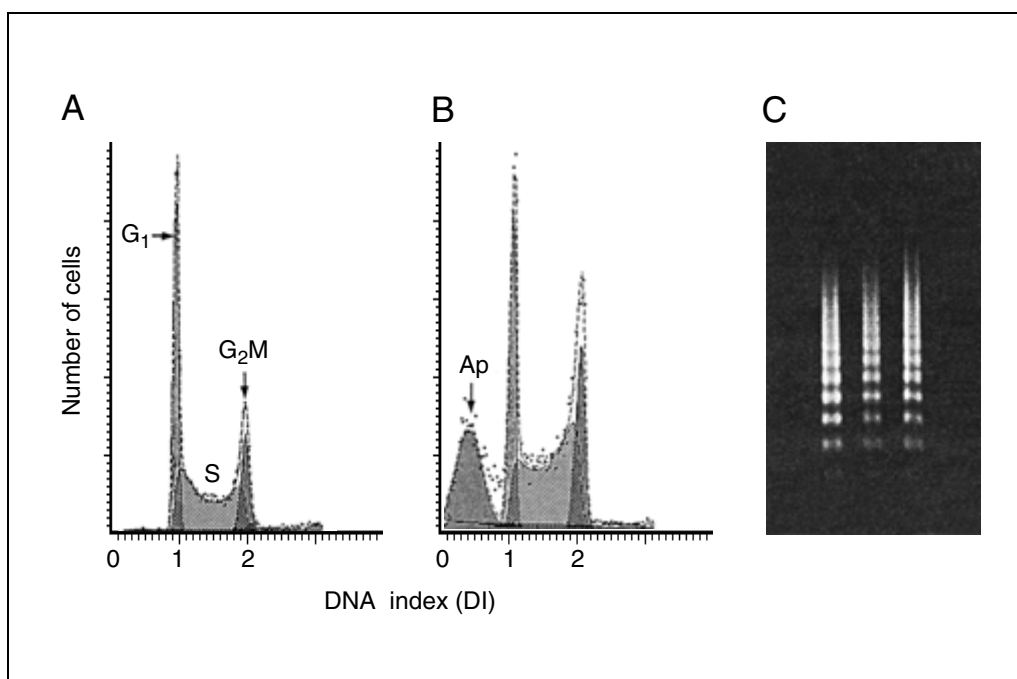 A
B
C
Number of cells
G₁
S
G₂M
0 1 2
Ap
0 1 2
DNA index (DI)